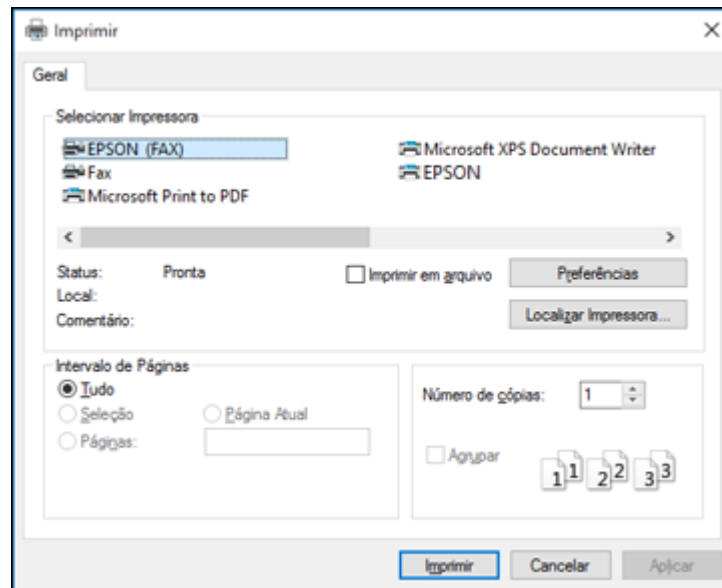 Imprimir
Geral
Selecionar Impressora
EPSON (FAX)
Microsoft XPS Document Writer
Fax
EPSON
Microsoft Print to PDF
Status: Pronta
Imprimir em arquivo
Preferências
Local:
Comentário:
Localizar Impressora...
Intervalo de Páginas
Tudo
Seleção
Página Atual
Páginas:
Número de cópias: 1
Agrupar
1 1 2 2 3 3
Imprimir
Cancelar
Aplicar